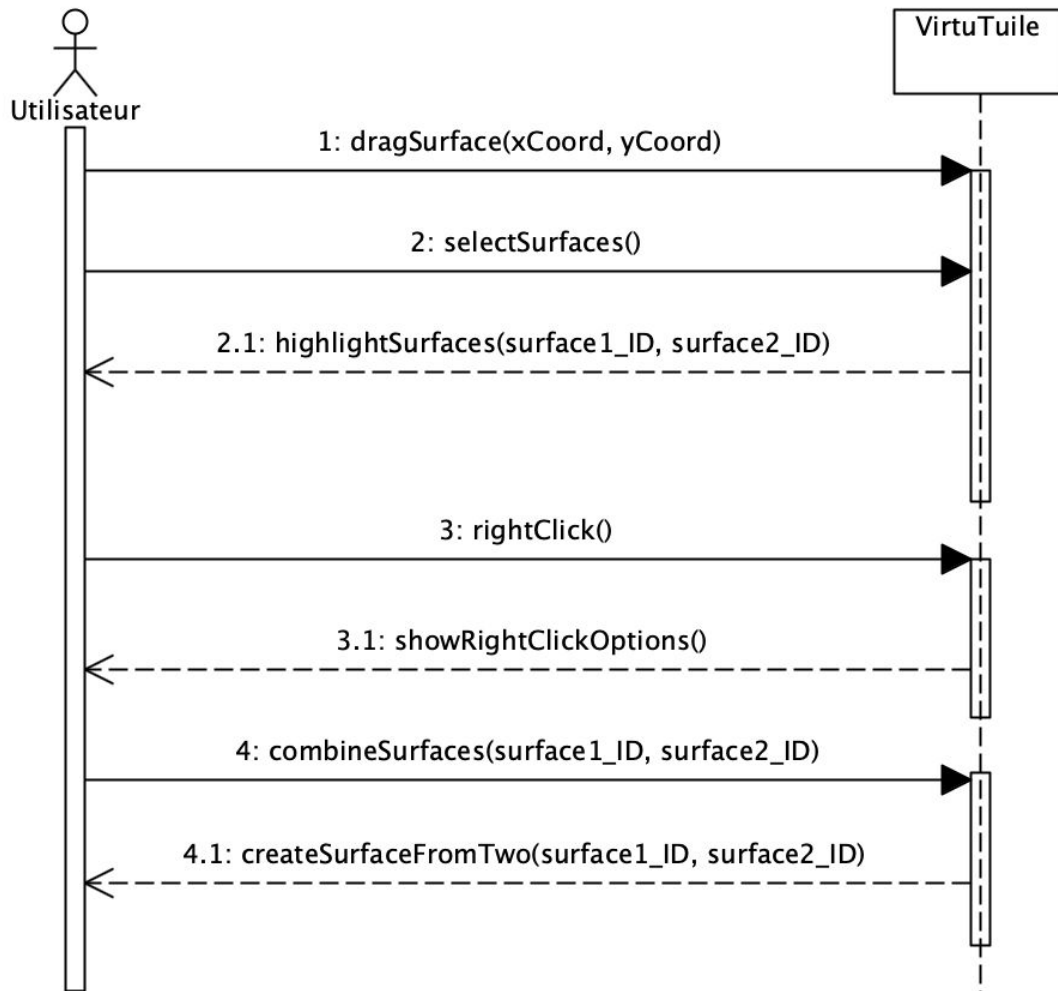 VirtuTuile
Utilisateur
1: dragSurface(xCoord, yCoord)
2: selectSurfaces()
2.1: highlightSurfaces(surface1_ID, surface2_ID)
3: rightClick()
3.1: showRightClickOptions()
4: combineSurfaces(surface1_ID, surface2_ID)
4.1: createSurfaceFromTwo(surface1_ID, surface2_ID)